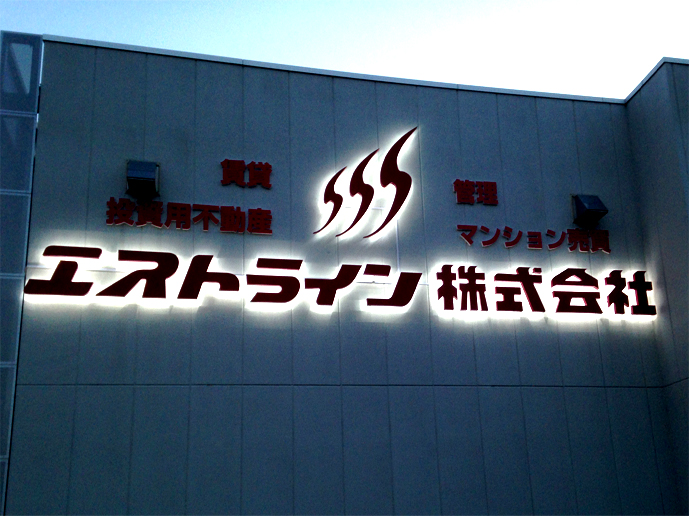 賃貸
投資用不動産
管理
マンション売買
エストライン株式会社